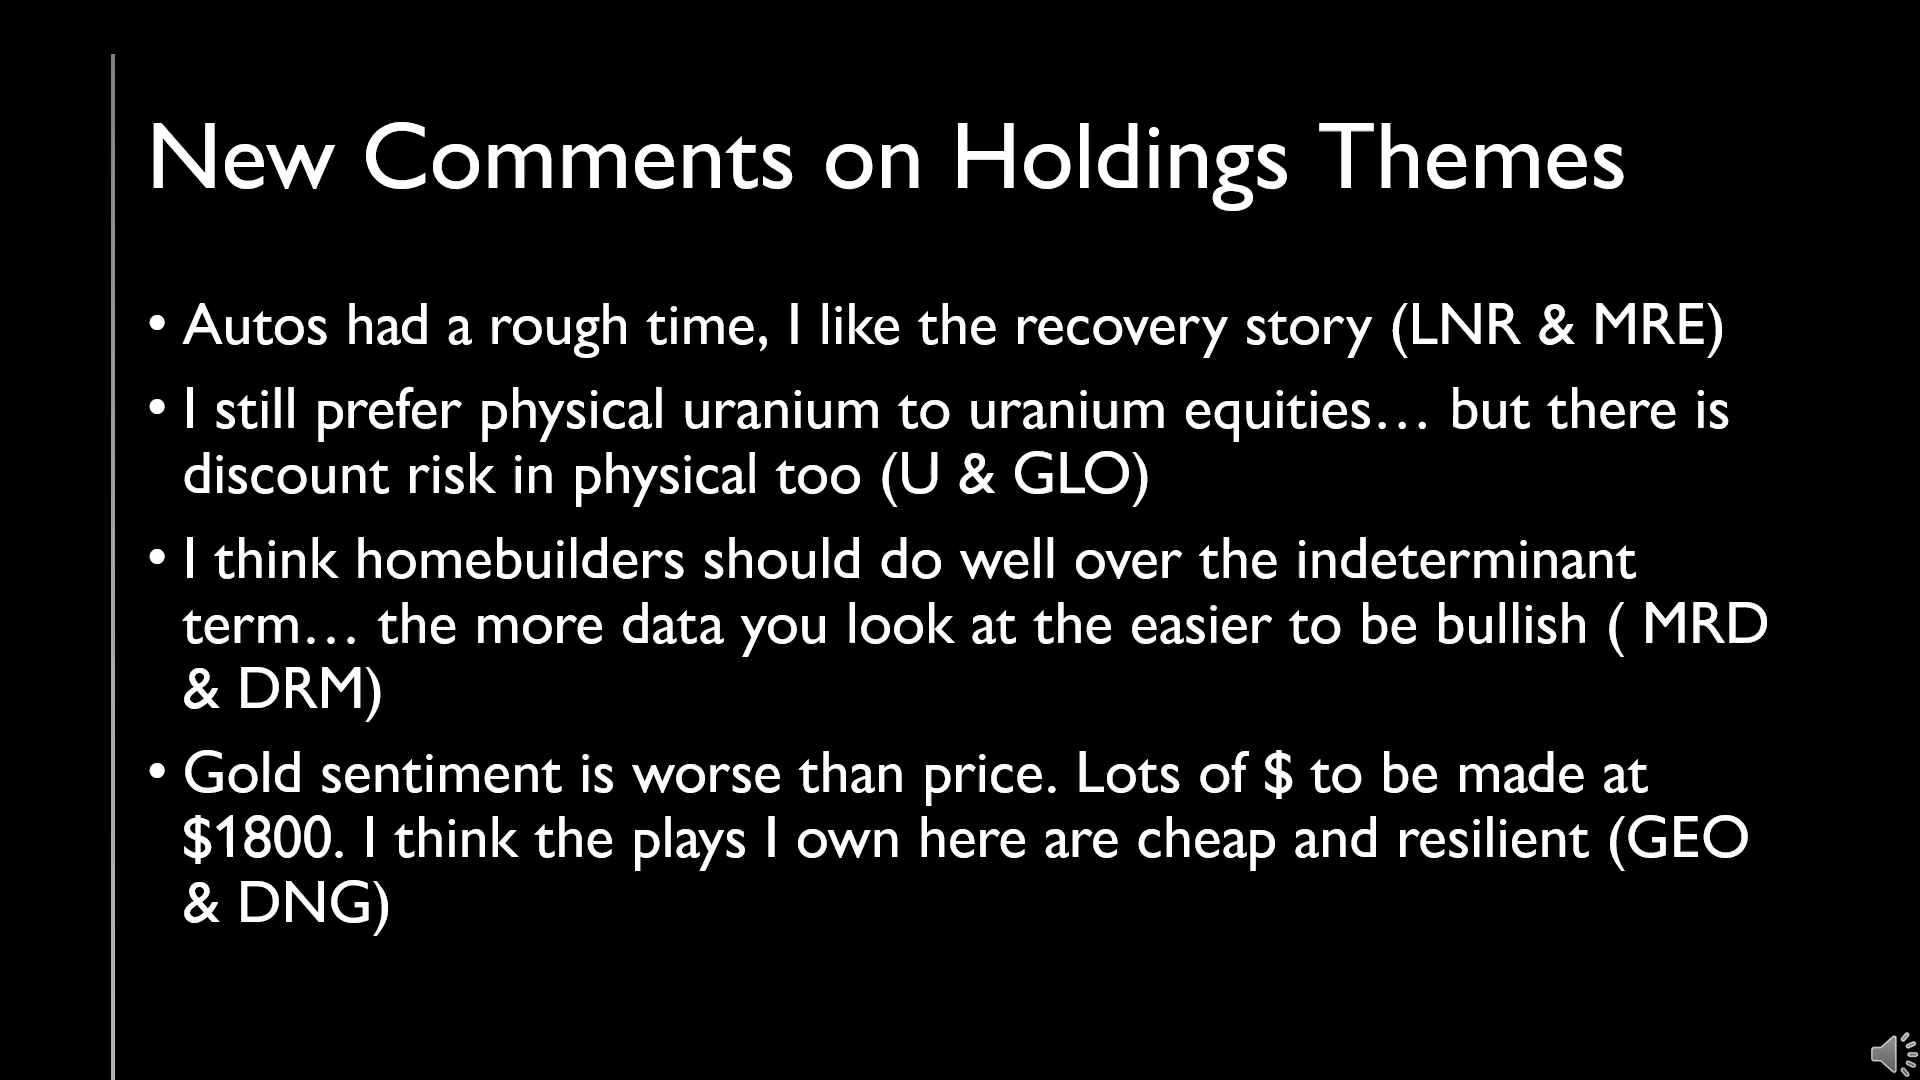 New Comments on Holdings Themes
• Autos had a rough time, I like the recovery story (LNR & MRE)
• I still prefer physical uranium to uranium equities… but there is
discount risk in physical too (U & GLO)
• I think homebuilders should do well over the indeterminant
term… the more data you look at the easier to be bullish ( MRD
& DRM)
• Gold sentiment is worse than price. Lots of $ to be made at
$1800. I think the plays I own here are cheap and resilient (GEO
& DNG)